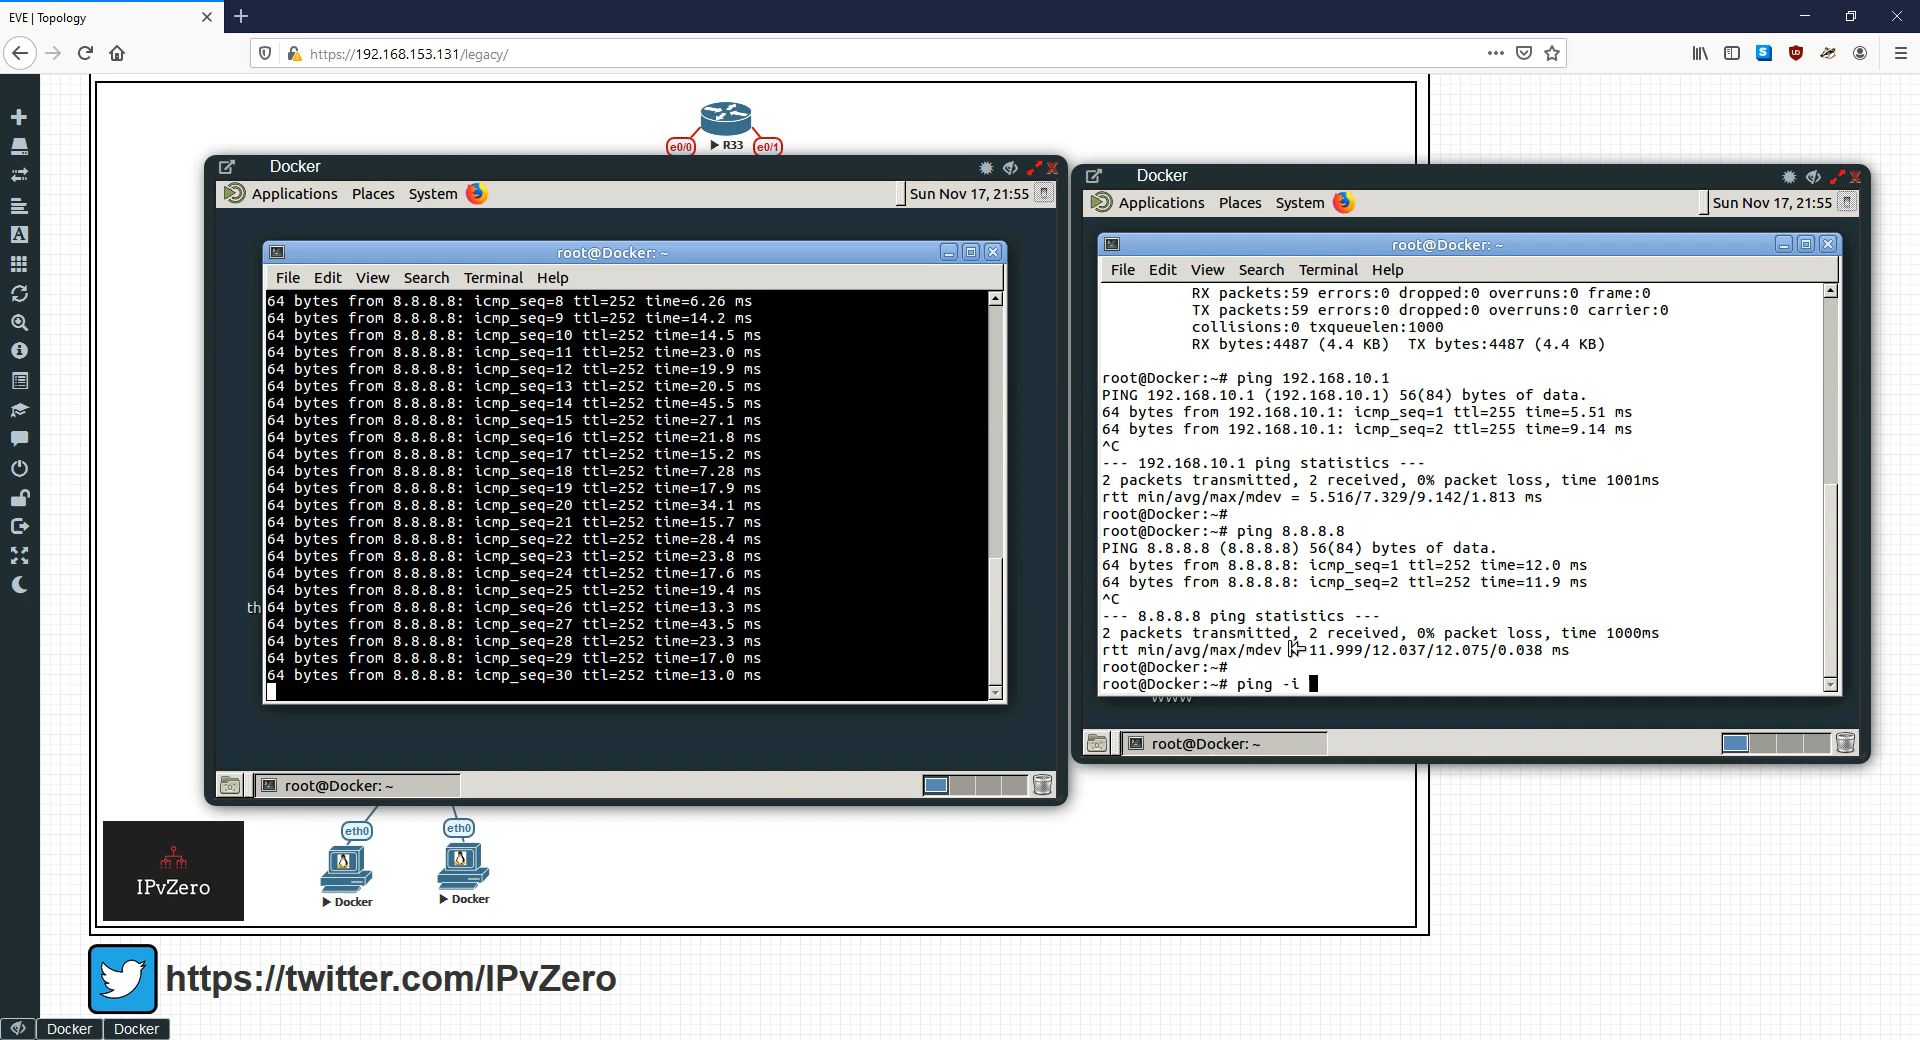 EVE | Topology
https://192.168.153.131/legacy/
e0/0
R33
e0/1
Docker
Applications Places System
Sun Nov 17, 21:55
root@Docker: ~
File Edit View Search Terminal Help
64 bytes from 8.8.8.8: icmp_seq=8 ttl=252 time=6.26 ms
64 bytes from 8.8.8.8: icmp_seq=9 ttl=252 time=14.2 ms
64 bytes from 8.8.8.8: icmp_seq=10 ttl=252 time=14.5 ms
64 bytes from 8.8.8.8: icmp_seq=11 ttl=252 time=23.0 ms
64 bytes from 8.8.8.8: icmp_seq=12 ttl=252 time=19.9 ms
64 bytes from 8.8.8.8: icmp_seq=13 ttl=252 time=20.5 ms
64 bytes from 8.8.8.8: icmp_seq=14 ttl=252 time=45.5 ms
64 bytes from 8.8.8.8: icmp_seq=15 ttl=252 time=27.1 ms
64 bytes from 8.8.8.8: icmp_seq=16 ttl=252 time=21.8 ms
64 bytes from 8.8.8.8: icmp_seq=17 ttl=252 time=15.2 ms
64 bytes from 8.8.8.8: icmp_seq=18 ttl=252 time=7.28 ms
64 bytes from 8.8.8.8: icmp_seq=19 ttl=252 time=17.9 ms
64 bytes from 8.8.8.8: icmp_seq=20 ttl=252 time=34.1 ms
64 bytes from 8.8.8.8: icmp_seq=21 ttl=252 time=15.7 ms
64 bytes from 8.8.8.8: icmp_seq=22 ttl=252 time=28.4 ms
64 bytes from 8.8.8.8: icmp_seq=23 ttl=252 time=23.8 ms
64 bytes from 8.8.8.8: icmp_seq=24 ttl=252 time=17.6 ms
64 bytes from 8.8.8.8: icmp_seq=25 ttl=252 time=19.4 ms
64 bytes from 8.8.8.8: icmp_seq=26 ttl=252 time=13.3 ms
64 bytes from 8.8.8.8: icmp_seq=27 ttl=252 time=43.5 ms
64 bytes from 8.8.8.8: icmp_seq=28 ttl=252 time=23.3 ms
64 bytes from 8.8.8.8: icmp_seq=29 ttl=252 time=17.0 ms
64 bytes from 8.8.8.8: icmp_seq=30 ttl=252 time=13.0 ms
th
root@Docker: ~
Docker
Applications Places System
Sun Nov 17, 21:55
root@Docker: ~
File Edit View Search Terminal Help
RX packets:59 errors:0 dropped:0 overruns:0 frame:0
TX packets:59 errors:0 dropped:0 overruns:0 carrier:0
collisions:0 txqueuelen:1000
RX bytes:4487 (4.4 KB)  TX bytes:4487 (4.4 KB)
root@Docker:~# ping 192.168.10.1
PING 192.168.10.1 (192.168.10.1) 56(84) bytes of data.
64 bytes from 192.168.10.1: icmp_seq=1 ttl=255 time=5.51 ms
64 bytes from 192.168.10.1: icmp_seq=2 ttl=255 time=9.14 ms
^C
--- 192.168.10.1 ping statistics ---
2 packets transmitted, 2 received, 0% packet loss, time 1001ms
rtt min/avg/max/mdev = 5.516/7.329/9.142/1.813 ms
root@Docker:~#
root@Docker:~# ping 8.8.8.8
PING 8.8.8.8 (8.8.8.8) 56(84) bytes of data.
64 bytes from 8.8.8.8: icmp_seq=1 ttl=252 time=12.0 ms
64 bytes from 8.8.8.8: icmp_seq=2 ttl=252 time=11.9 ms
^C
--- 8.8.8.8 ping statistics ---
2 packets transmitted, 2 received, 0% packet loss, time 1000ms
rtt min/avg/max/mdev 11.999/12.037/12.075/0.038 ms
root@Docker:~#
root@Docker:~# ping -i
root@Docker: ~
eth0
eth0
Docker
Docker
IPvZero
https://twitter.com/IPvZero
Docker
Docker